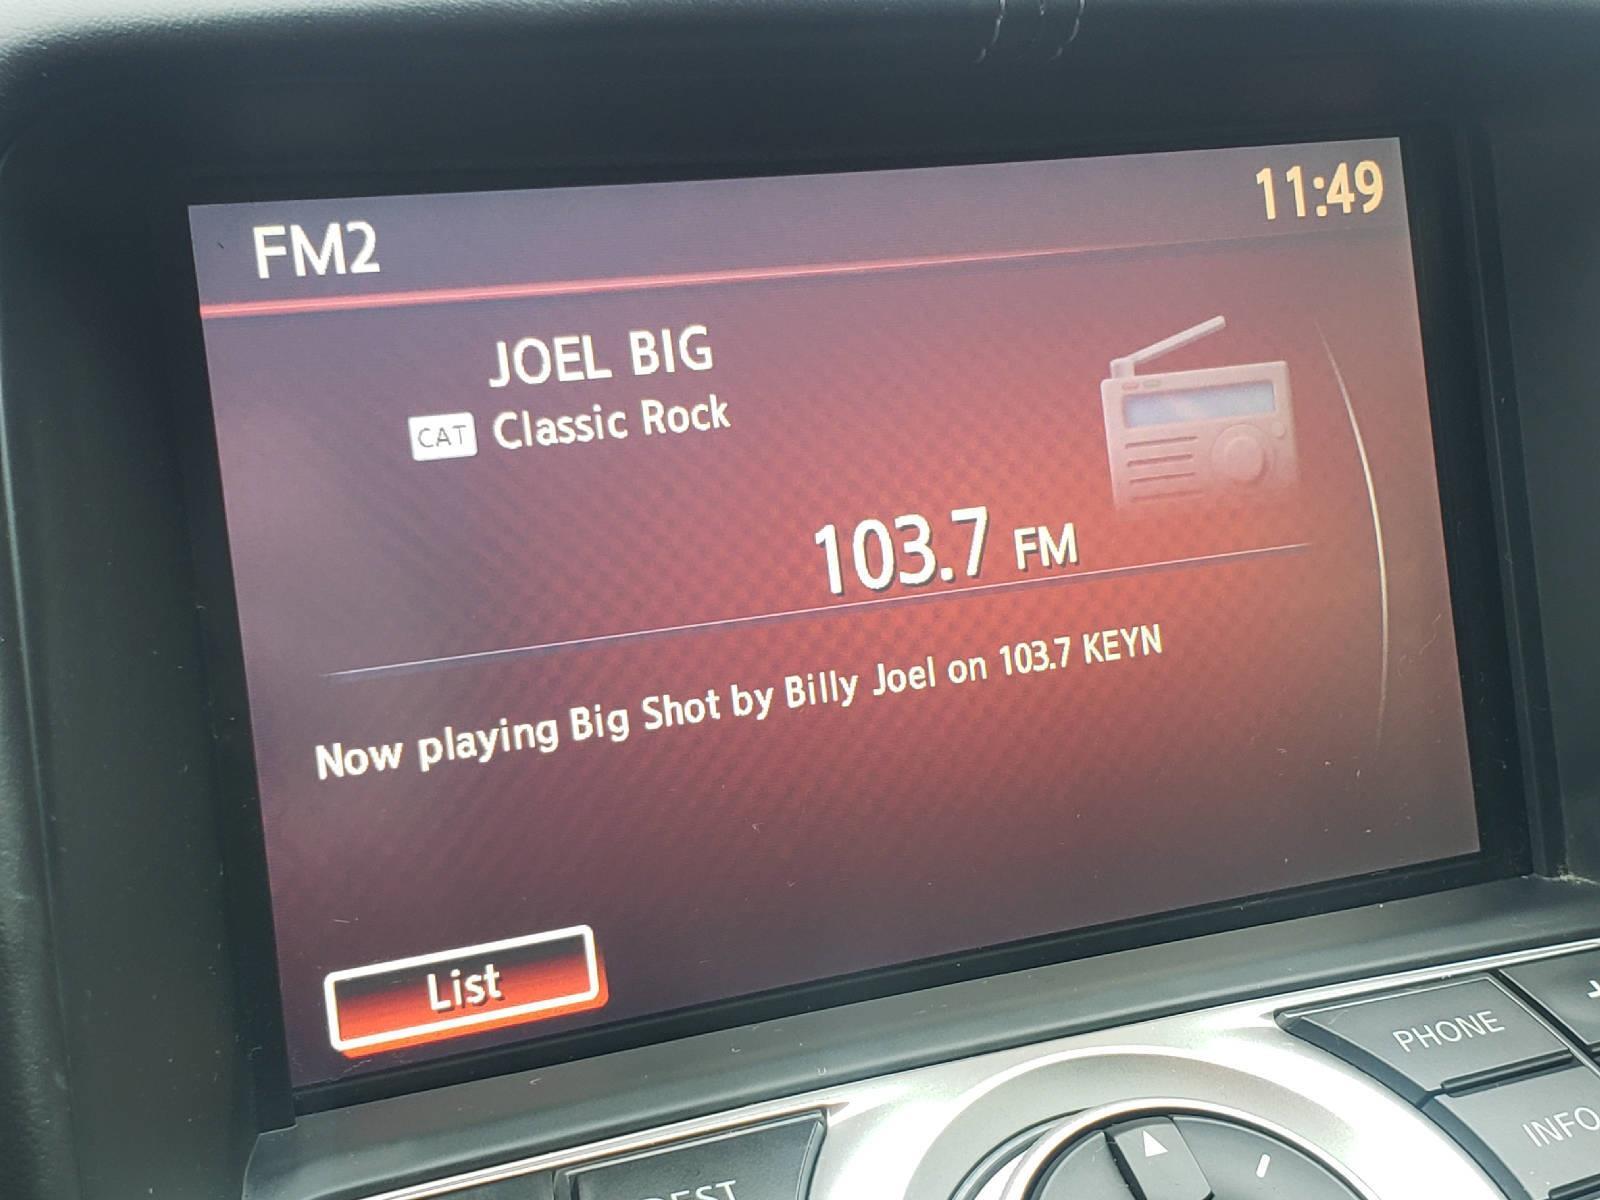 FM2
11:49
JOEL BIG
CAT Classic Rock
103.7 FM
Now playing Big Shot by Billy Joel on 103.7 KEYN
List
PHONE
INFO